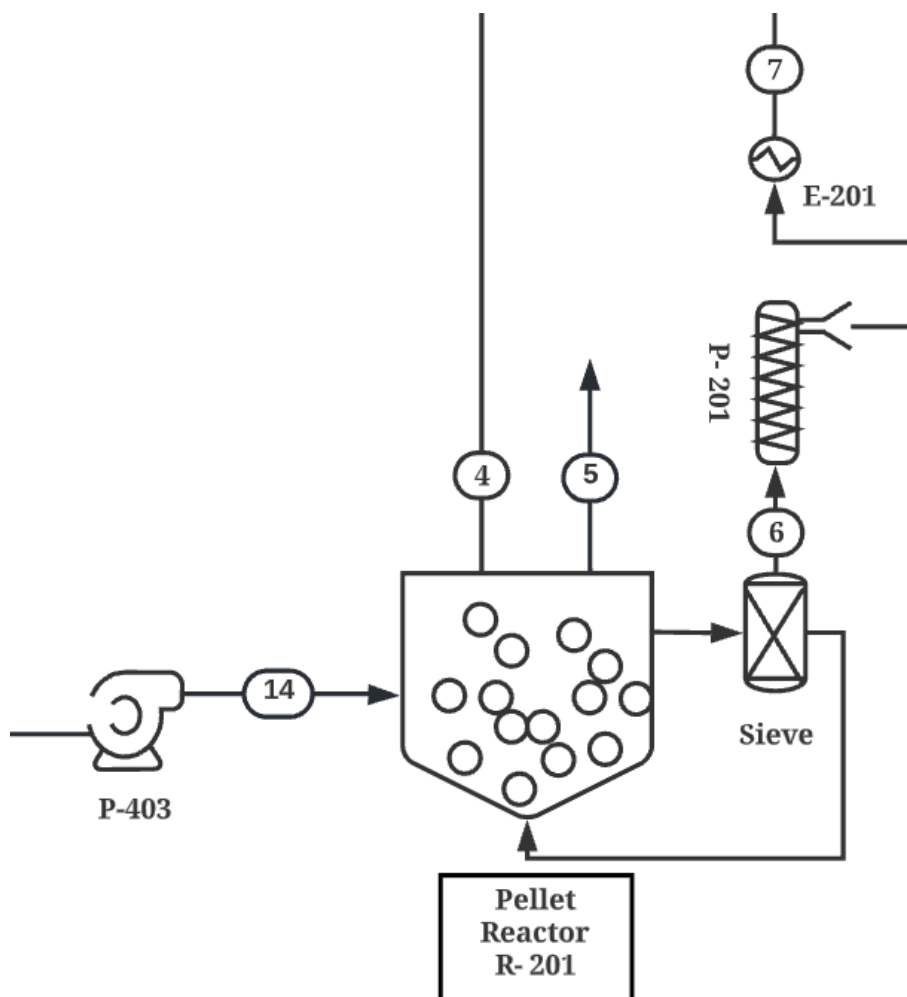 7
E-201
P- 201
4
5
6
14
Sieve
P-403
Pellet
Reactor
R- 201